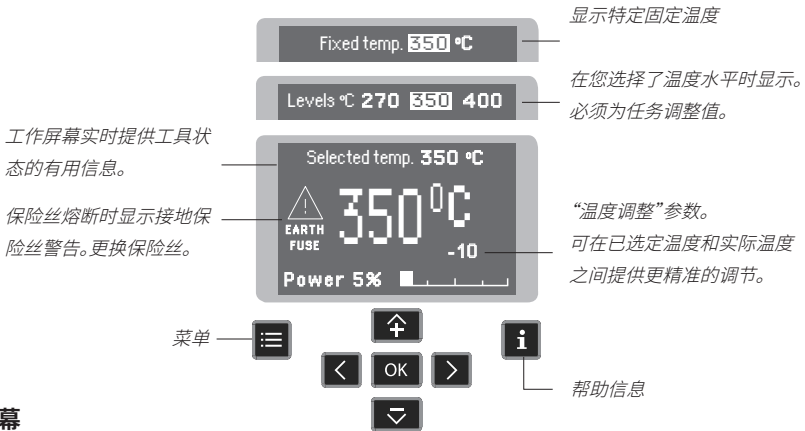 显示特定固定温度
Fixed temp. 350 ºC
在您选择了温度水平时显示。
必须为任务调整值。
Levels ºC 270 350 400
工作屏幕实时提供工具状
态的有用信息。
Selected temp. 350 ºC
350ºC
保险丝熔断时显示接地保
险丝警告。更换保险丝。
EARTH
FUSE
-10
“温度调整”参数。
可在已选定温度和实际温度
之间提供更精准的调节。
Power 5%
菜单
i
OK
帮助信息
幕